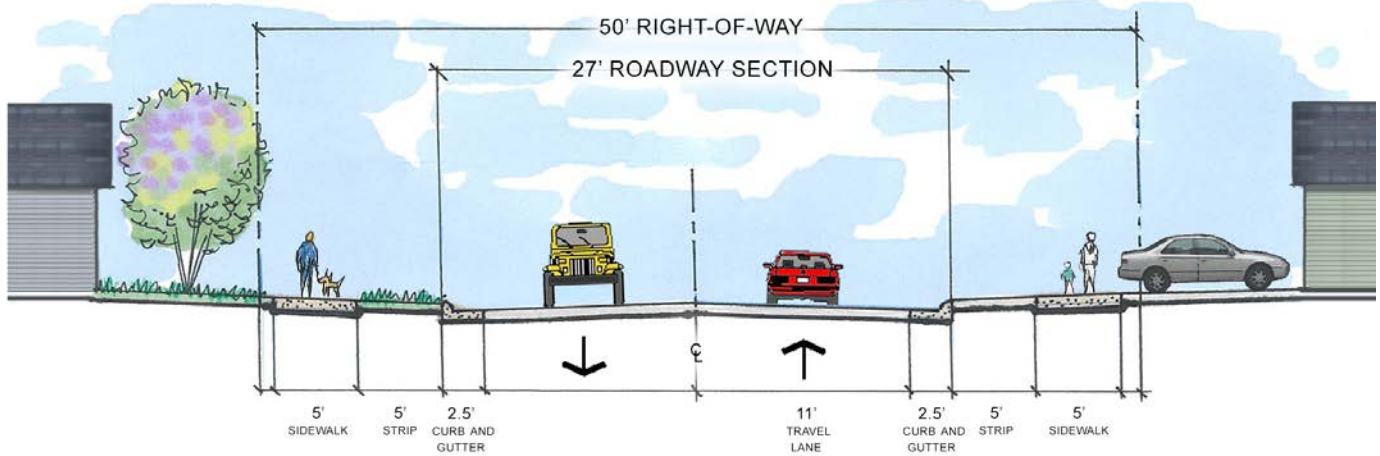 50' RIGHT-OF-WAY
27' ROADWAY SECTION
℄
5'
SIDEWALK
5'
STRIP
2.5'
CURB AND
GUTTER
11'
TRAVEL
LANE
2.5'
CURB AND
GUTTER
5'
STRIP
5'
SIDEWALK